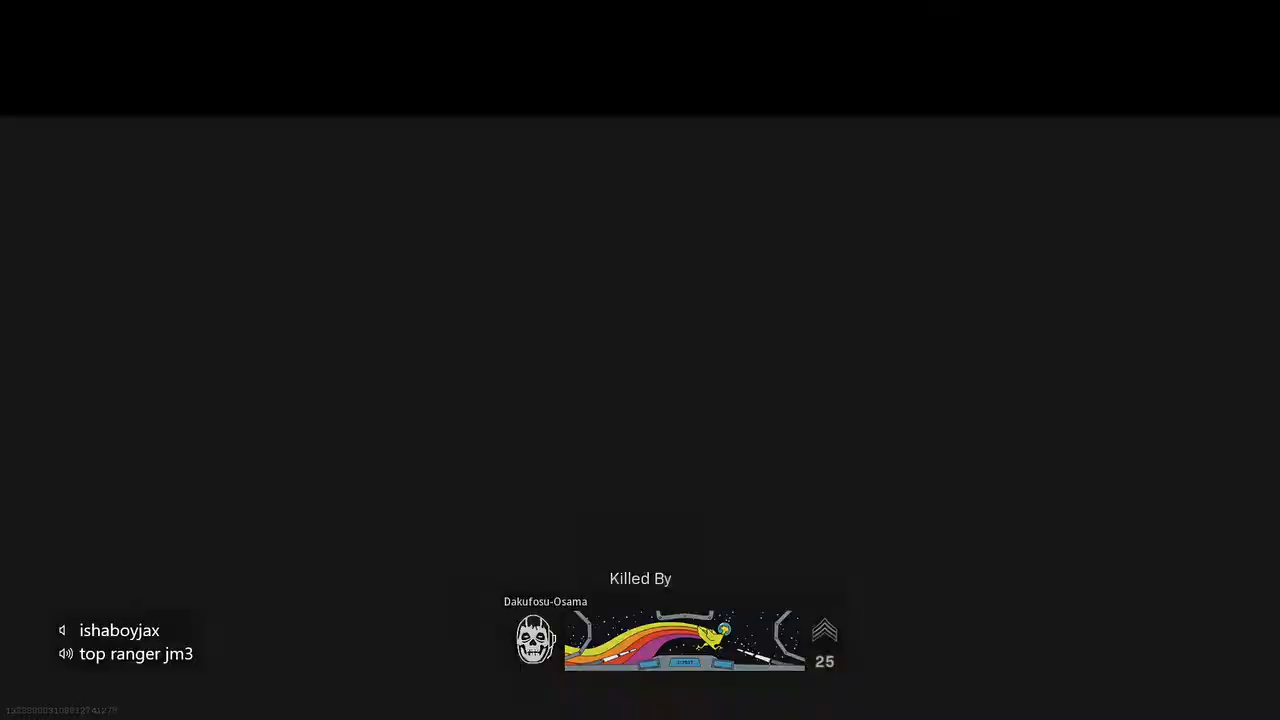 Killed By
Dakufosu-Osama
25
ishaboyjax
top ranger jm3